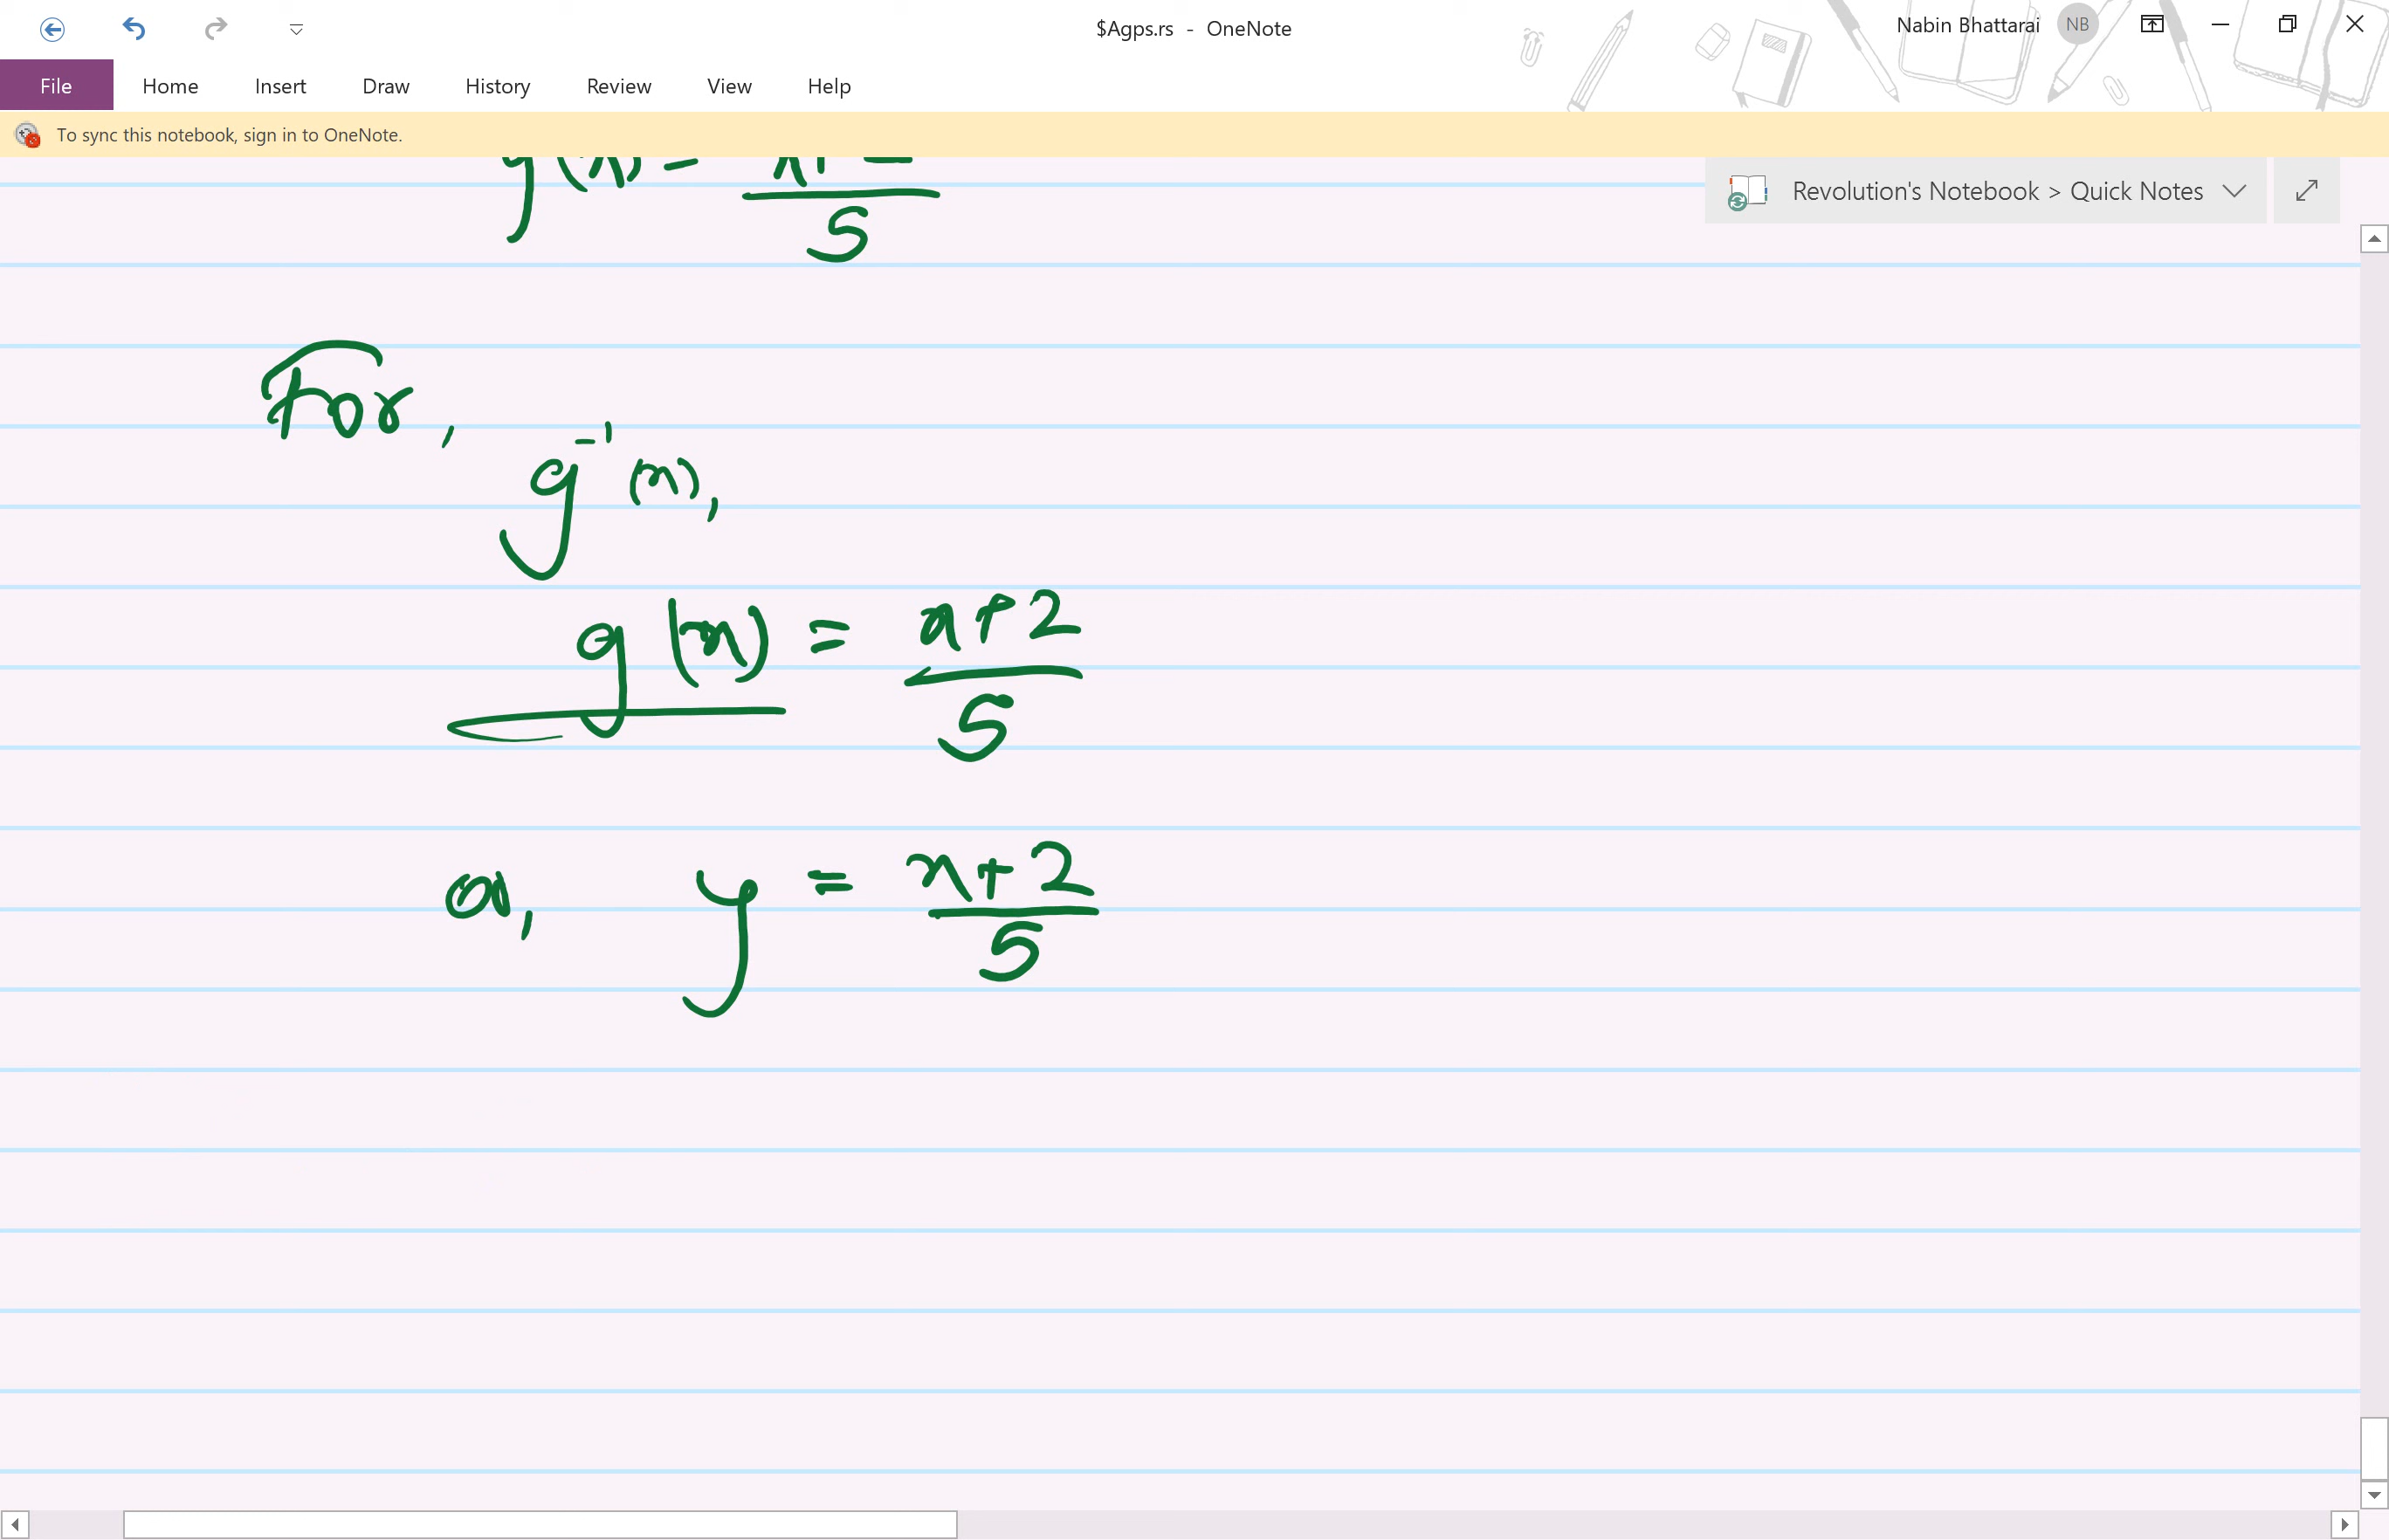 $Agps.rs - OneNote
Nabin Bhattarai NB
File Home Insert Draw History Review View Help
To sync this notebook, sign in to OneNote.
Revolution's Notebook > Quick Notes
5
For,
g⁻¹(x),
g(x) = x+2
5
or, y = x+2
5